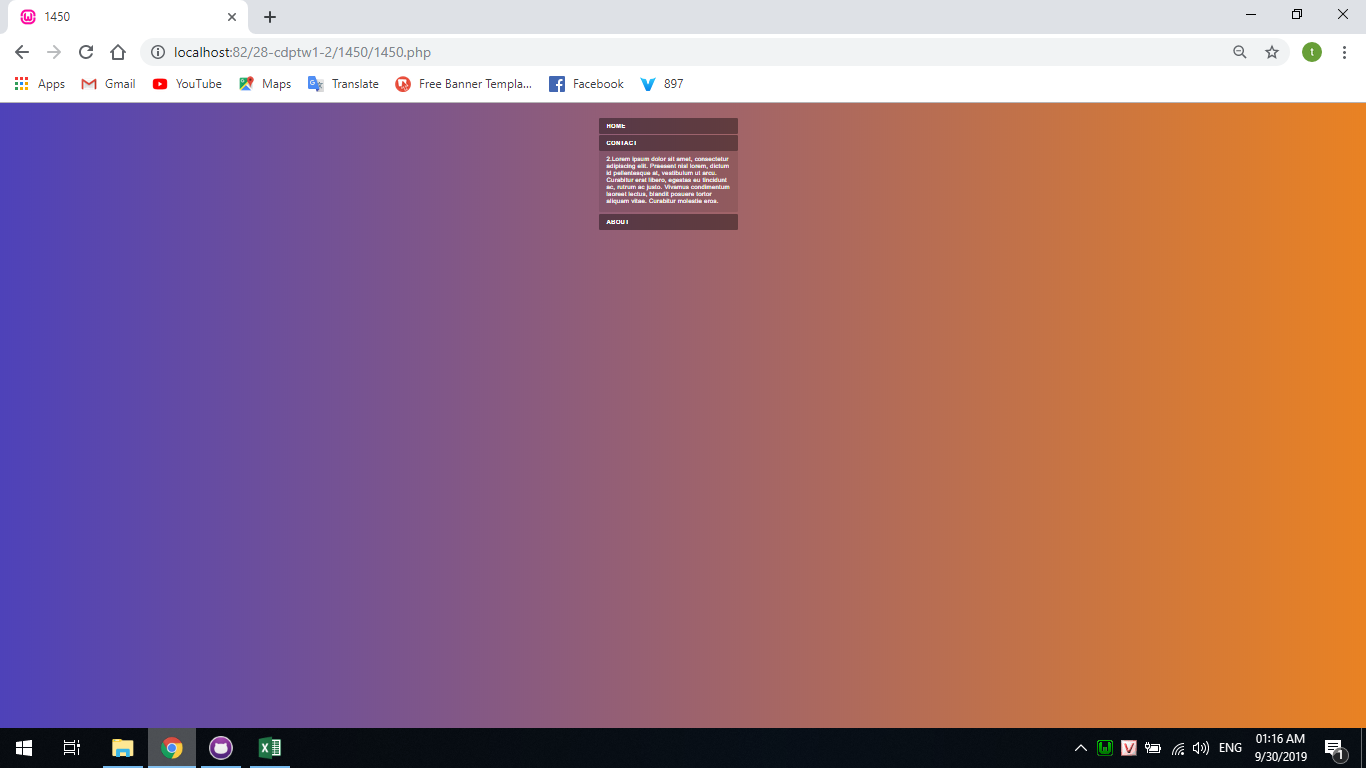 1450
localhost:82/28-cdptw1-2/1450/1450.php
t
Apps
Gmail
YouTube
Maps
Translate
Free Banner Templa...
Facebook
897
HOME
CONTACT
2.Lorem ipsum dolor sit amet, consectetur
adipiscing elit. Praesent nisl lorem, dictum
id pellentesque at, vestibulum ut arcu.
Curabitur erat libero, egestas eu tincidunt
ac, rutrum ac justo. Vivamus condimentum
laoreet lectus, blandit posuere tortor
aliquam vitae. Curabitur molestie eros.
ABOUT
ENG
01:16 AM
9/30/2019
1